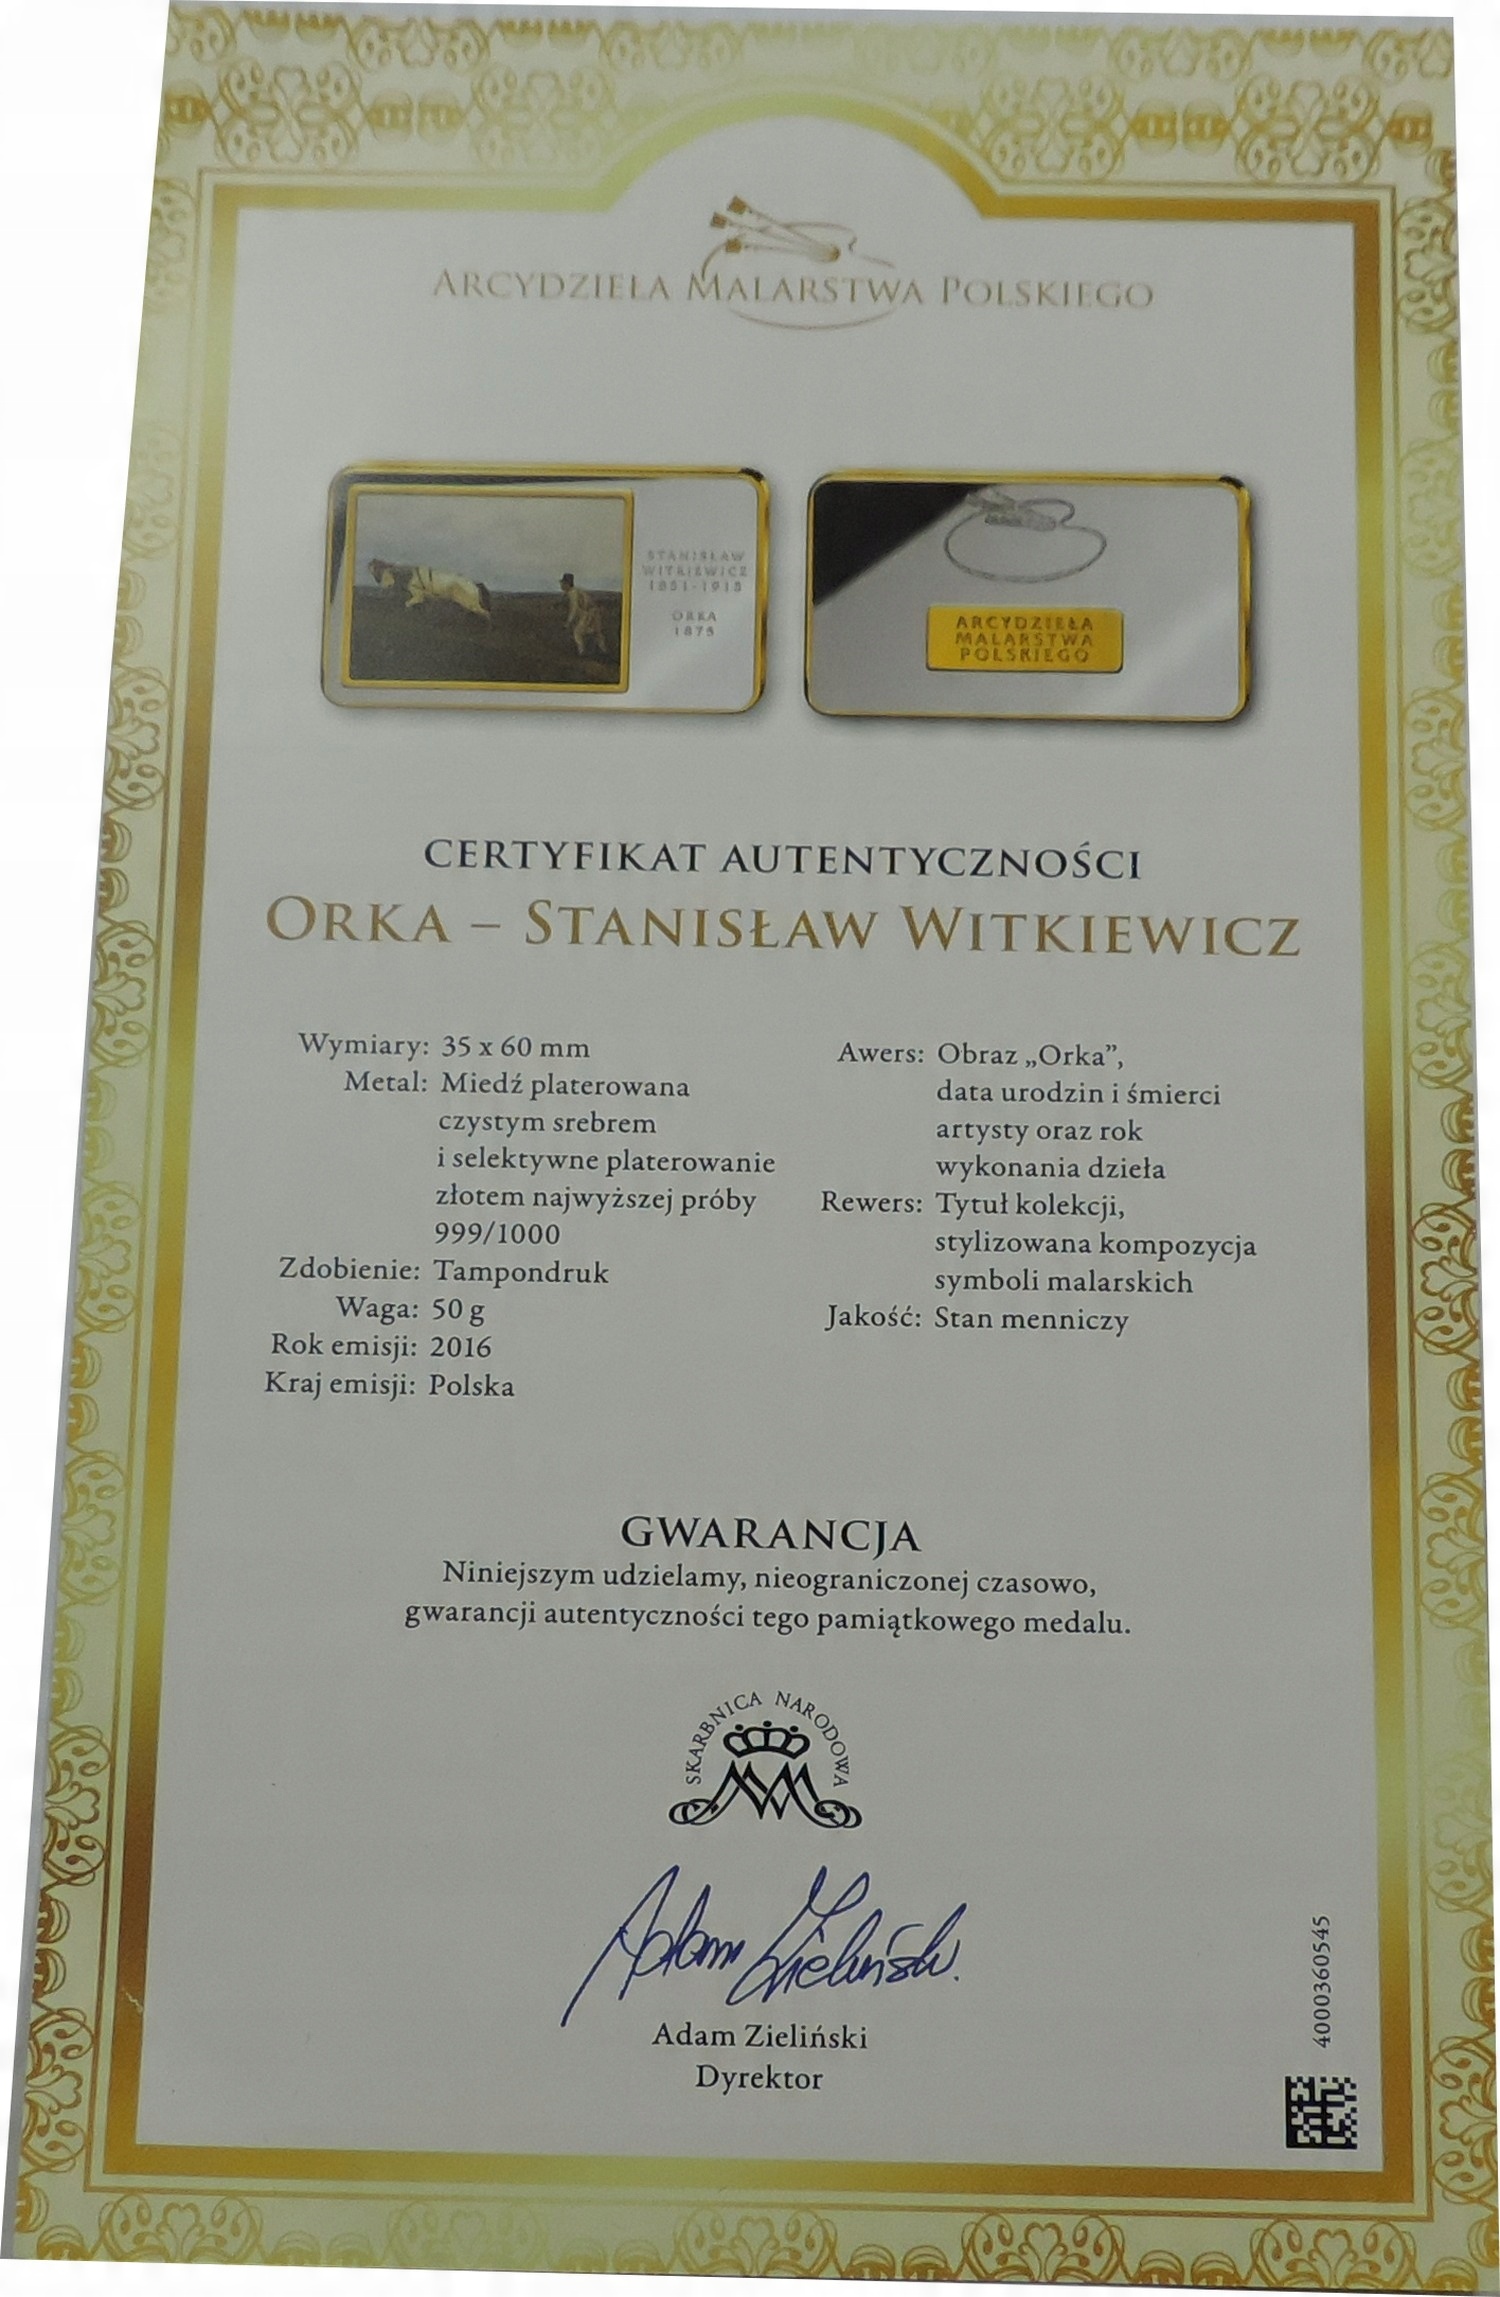 ARCYDZIEŁA MALARSTWA POLSKIEGO
STANISŁAW
WITKIEWICZ
1851-1915
ORKA
1875
ARCYDZIEŁA
MALARSTWA
POLSKIEGO
CERTYFIKAT AUTENTYCZNOŚCI
ORKA – STANISŁAW WITKIEWICZ
Wymiary: 35 x 60 mm
Metal: Miedź platerowana
czystym srebrem
i selektywne platerowanie
złotem najwyższej próby
999/1000
Zdobienie: Tampondruk
Waga: 50 g
Rok emisji: 2016
Kraj emisji: Polska
Awers: Obraz „Orka”,
data urodzin i śmierci
artysty oraz rok
wykonania dzieła
Rewers: Tytuł kolekcji,
stylizowana kompozycja
symboli malarskich
Jakość: Stan menniczy
GWARANCJA
Niniejszym udzielamy, nieograniczonej czasowo,
gwarancji autentyczności tego pamiątkowego medalu.
SKARBNICA NARODOWA
Adam Zieliński
Adam Zieliński
Dyrektor
4000360545